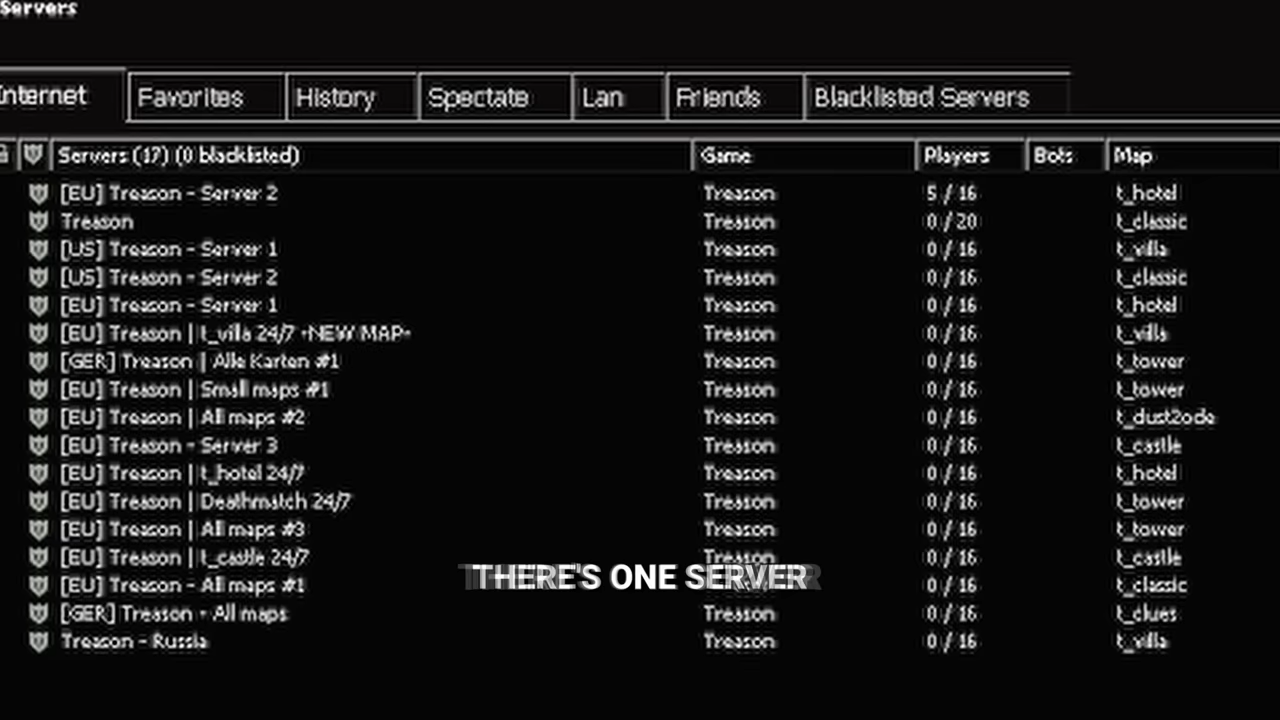 Servers
Internet Favorites History Spectate Lan Friends Blacklisted Servers
Servers (17) (0 blacklisted) Game Players Bots Map
[EU] Treason - Server 2 Treason 5 / 16 t_hotel
Treason Treason 0 / 20 t_classic
[US] Treason - Server 1 Treason 0 / 16 t_villa
[US] Treason - Server 2 Treason 0 / 16 t_classic
[EU] Treason - Server 1 Treason 0 / 16 t_hotel
[EU] Treason | t_villa 24/7 -NEW MAP- Treason 0 / 16 t_villa
[GER] Treason | Alle Karten #1 Treason 0 / 16 t_tower
[EU] Treason | Small maps #1 Treason 0 / 16 t_tower
[EU] Treason | All maps #2 Treason 0 / 16 t_dust2ode
[EU] Treason - Server 3 Treason 0 / 16 t_castle
[EU] Treason | t_hotel 24/7 Treason 0 / 16 t_hotel
[EU] Treason | Deathmatch 24/7 Treason 0 / 16 t_tower
[EU] Treason | All maps #3 Treason 0 / 16 t_tower
[EU] Treason | t_castle 24/7 Treason 0 / 16 t_castle
THERE'S ONE SERVER
[EU] Treason - All maps #1 Treason 0 / 16 t_classic
[GER] Treason - All maps Treason 0 / 16 t_clues
Treason - Russia Treason 0 / 16 t_villa